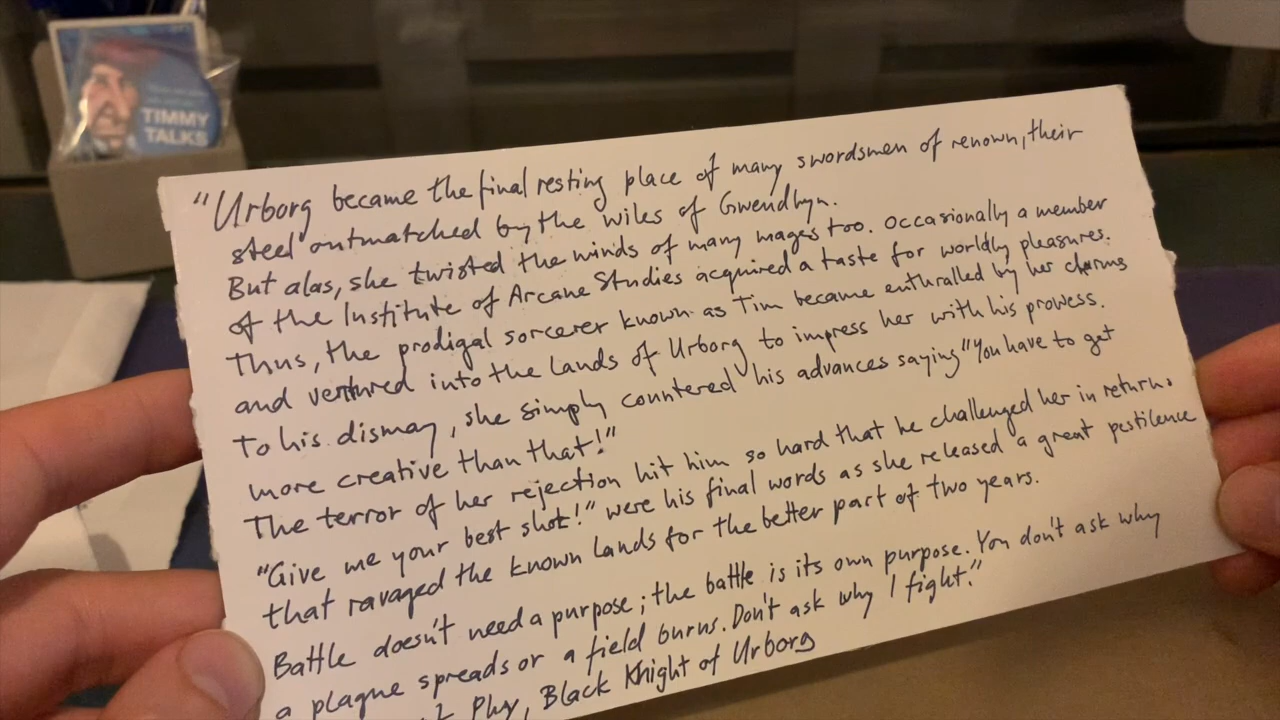 TIMMY
TALKS
"Urborg became the final resting place of many swordsmen of renown, their
steel outmatched by the wiles of Gwendlyn.
But alas, she twisted the minds of many mages too. Occasionally a member
of the Institute of Arcane Studies acquired a taste for worldly pleasures.
Thus, the prodigal sorcerer known as Tim became enthralled by her charms
and ventured into the lands of Urborg to impress her with his prowess.
To his dismay, she simply countered his advances saying "You have to get
more creative than that!"
The terror of her rejection hit him so hard that he challenged her in return.
"Give me your best shot!" were his final words as she released a great pestilence
that ravaged the known lands for the better part of two years.
Battle doesn't need a purpose; the battle is its own purpose. You don't ask why
a plague spreads or a field burns. Don't ask why I fight."
Phy, Black Knight of Urborg